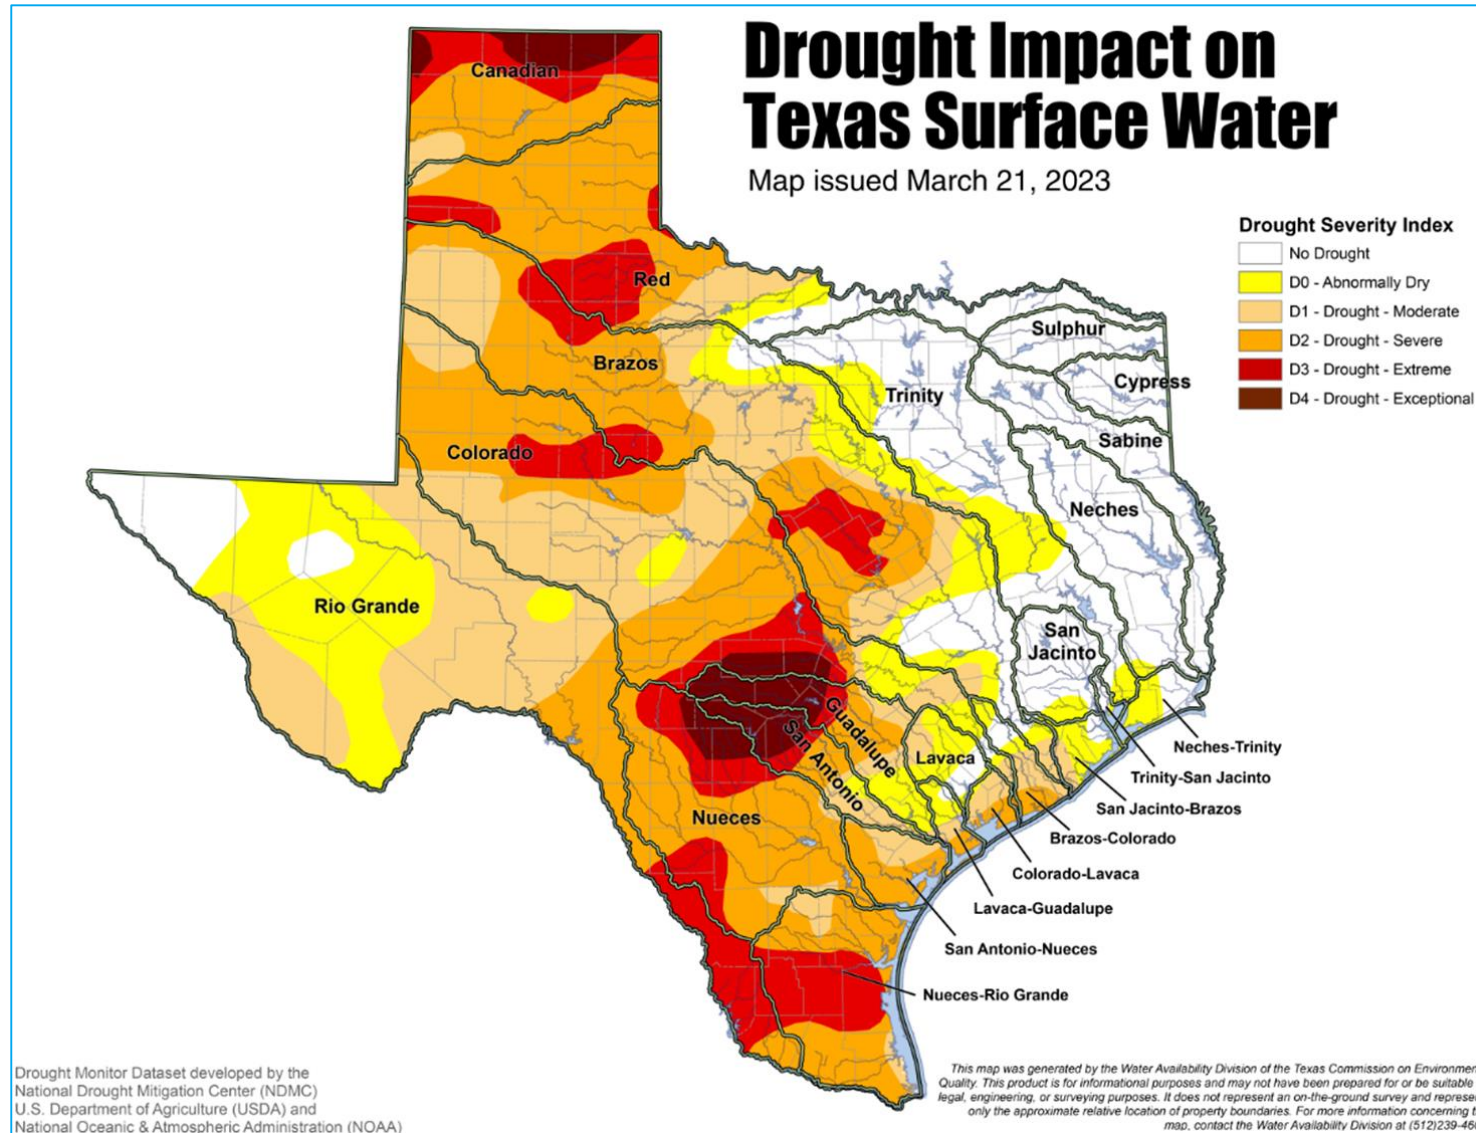 Drought Impact on
Texas Surface Water
Map issued March 21, 2023
Drought Severity Index
No Drought
D0 - Abnormally Dry
D1 - Drought - Moderate
D2 - Drought - Severe
D3 - Drought - Extreme
D4 - Drought - Exceptional
Canadian
Red
Brazos
Colorado
Rio Grande
Trinity
Sulphur
Cypress
Sabine
Neches
San
Jacinto
Guadalupe
San Antonio
Lavaca
Nueces
Neches-Trinity
Trinity-San Jacinto
San Jacinto-Brazos
Brazos-Colorado
Colorado-Lavaca
Lavaca-Guadalupe
San Antonio-Nueces
Nueces-Rio Grande
Drought Monitor Dataset developed by the
National Drought Mitigation Center (NDMC)
U.S. Department of Agriculture (USDA) and
National Oceanic & Atmospheric Administration (NOAA)
This map was generated by the Water Availability Division of the Texas Commission on
Quality. This product is for informational purposes and may not have been prepared for or be suitable
legal, engineering, or surveying purposes. It does not represent an on-the-ground survey and
only the approximate relative location of property boundaries. For more information concerning
map, contact the Water Availability Division at